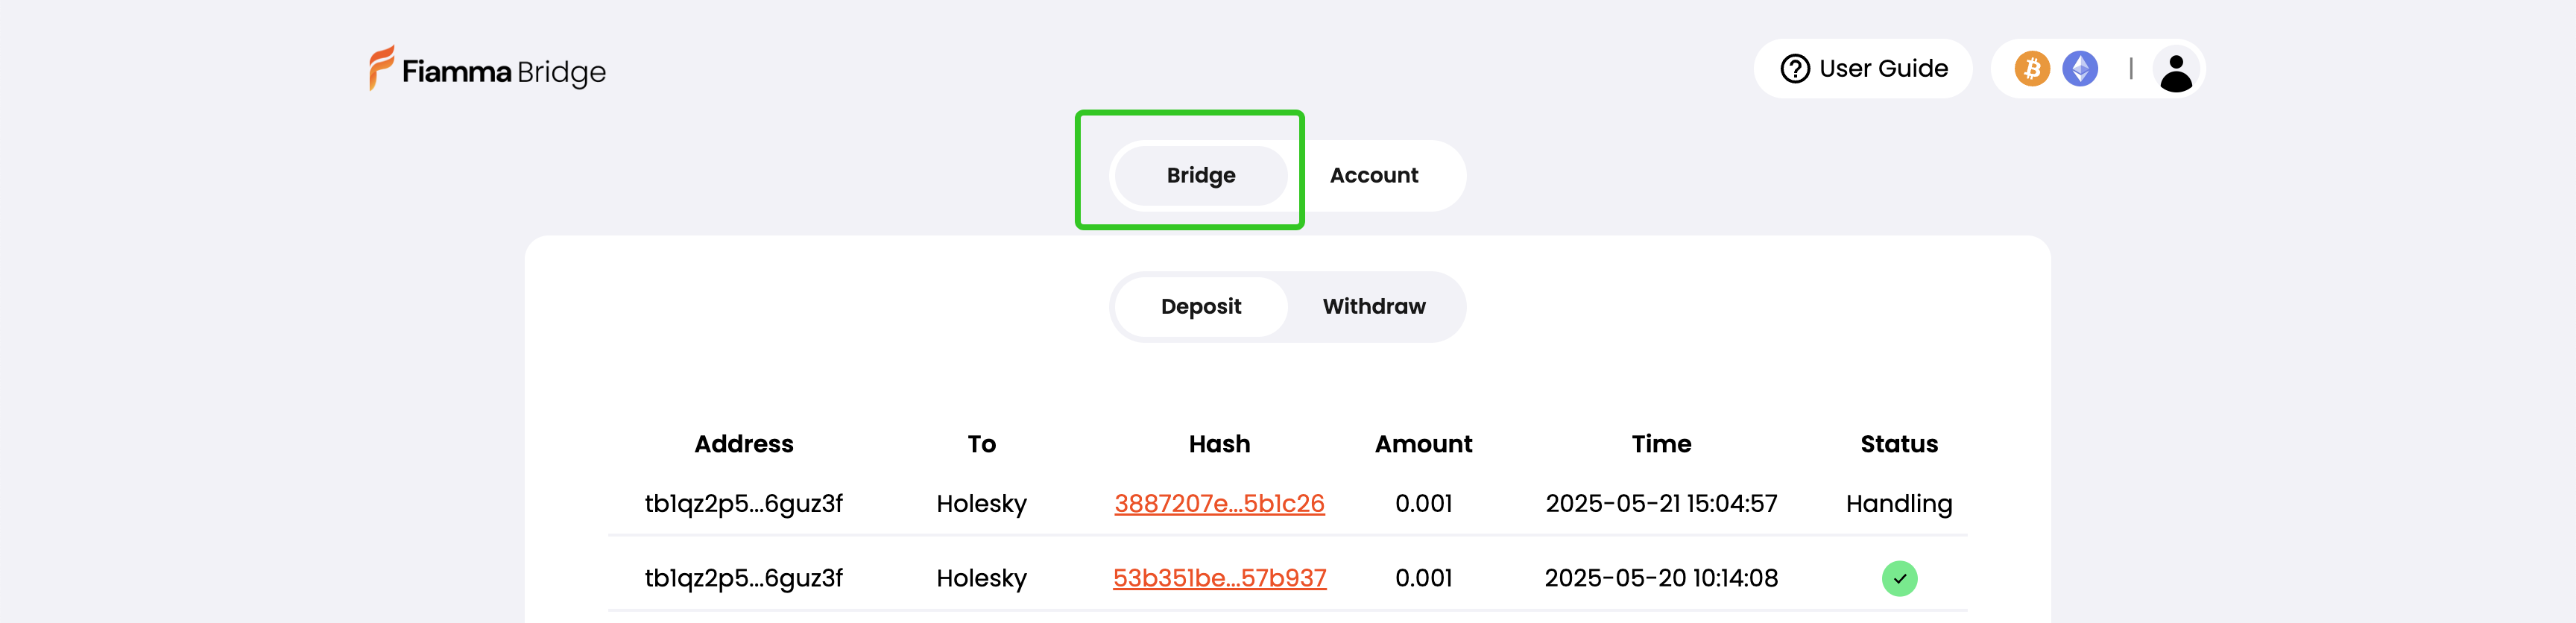 Fiamma Bridge
User Guide
Bridge Account
Deposit Withdraw
Address To Hash Amount Time Status
tb1qz2p5...6guz3f Holesky 3887207e...5b1c26 0.001 2025-05-21 15:04:57 Handling
tb1qz2p5...6guz3f Holesky 53b351be...57b937 0.001 2025-05-20 10:14:08